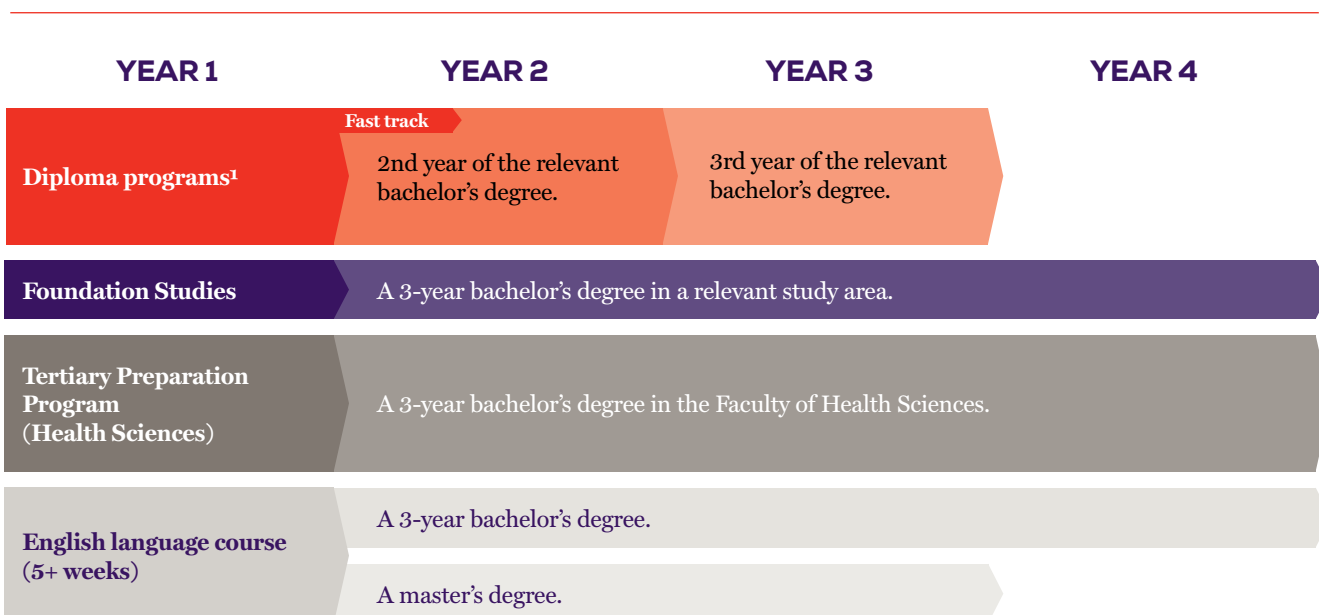 YEAR 1 YEAR 2 YEAR 3 YEAR 4
Fast track
Diploma programs¹
2nd year of the relevant
bachelor’s degree.
3rd year of the relevant
bachelor’s degree.
Foundation Studies
A 3-year bachelor’s degree in a relevant study area.
Tertiary Preparation
Program
(Health Sciences)
A 3-year bachelor’s degree in the Faculty of Health Sciences.
English language course
(5+ weeks)
A 3-year bachelor’s degree.
A master’s degree.